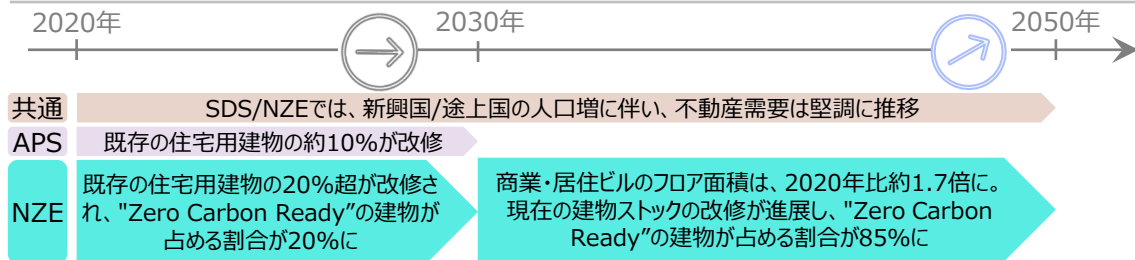 2020年
2030年
2050年
共通
SDS/NZEでは、新興国/途上国の人口増に伴い、不動産需要は堅調に推移
APS
既存の住宅用建物の約10%が改修
NZE
既存の住宅用建物の20%超が改修さ
れ、"Zero Carbon Ready”の建物が
占める割合が20%に
商業・居住ビルのフロア面積は、2020年比約1.7倍に。
現在の建物ストックの改修が進展し、"Zero Carbon
Ready”の建物が占める割合が85%に